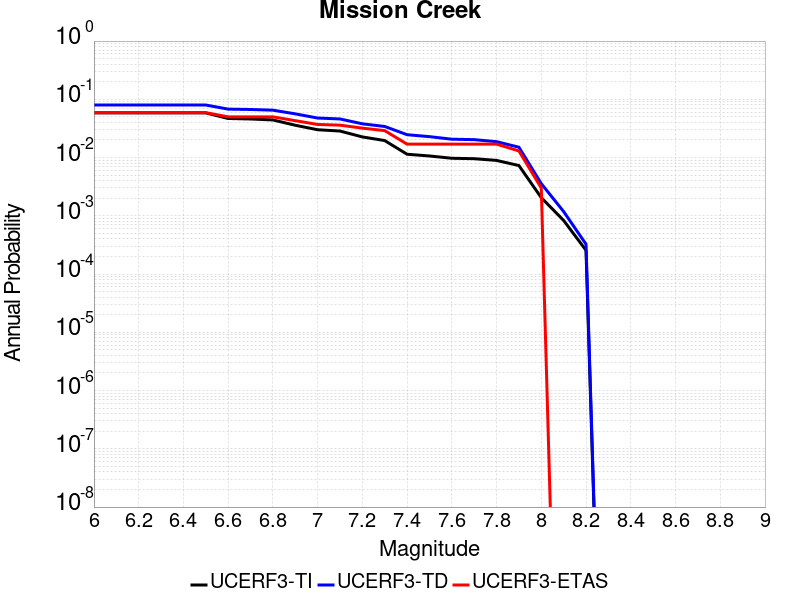 Mission Creek
10^0
10^-1
10^-2
10^-3
10^-4
10^-5
10^-6
10^-7
10^-8
Annual Probability
6 6.2 6.4 6.6 6.8 7 7.2 7.4 7.6 7.8 8 8.2 8.4 8.6 8.8 9
Magnitude
UCERF3-TI UCERF3-TD UCERF3-ETAS